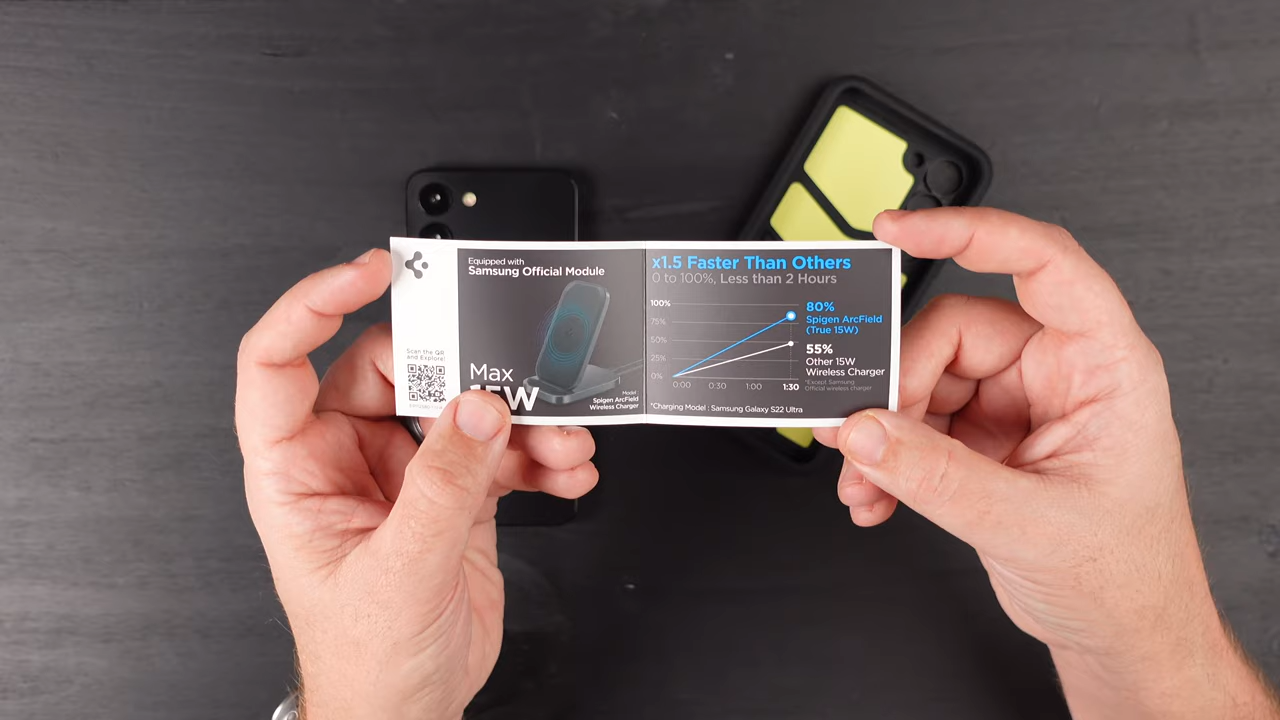 Scan the QR
and Explore!
Equipped with
Samsung Official Module
Max
15W
Model
Spigen ArcField
Wireless Charger
x1.5 Faster Than Others
0 to 100%, Less than 2 Hours
100%
75%
50%
25%
0%
0:00 0:30 1:00 1:30
80%
Spigen ArcField
(True 15W)
55%
Other 15W
Wireless Charger
*Except Samsung
Official wireless charger
*Charging Model : Samsung Galaxy S22 Ultra